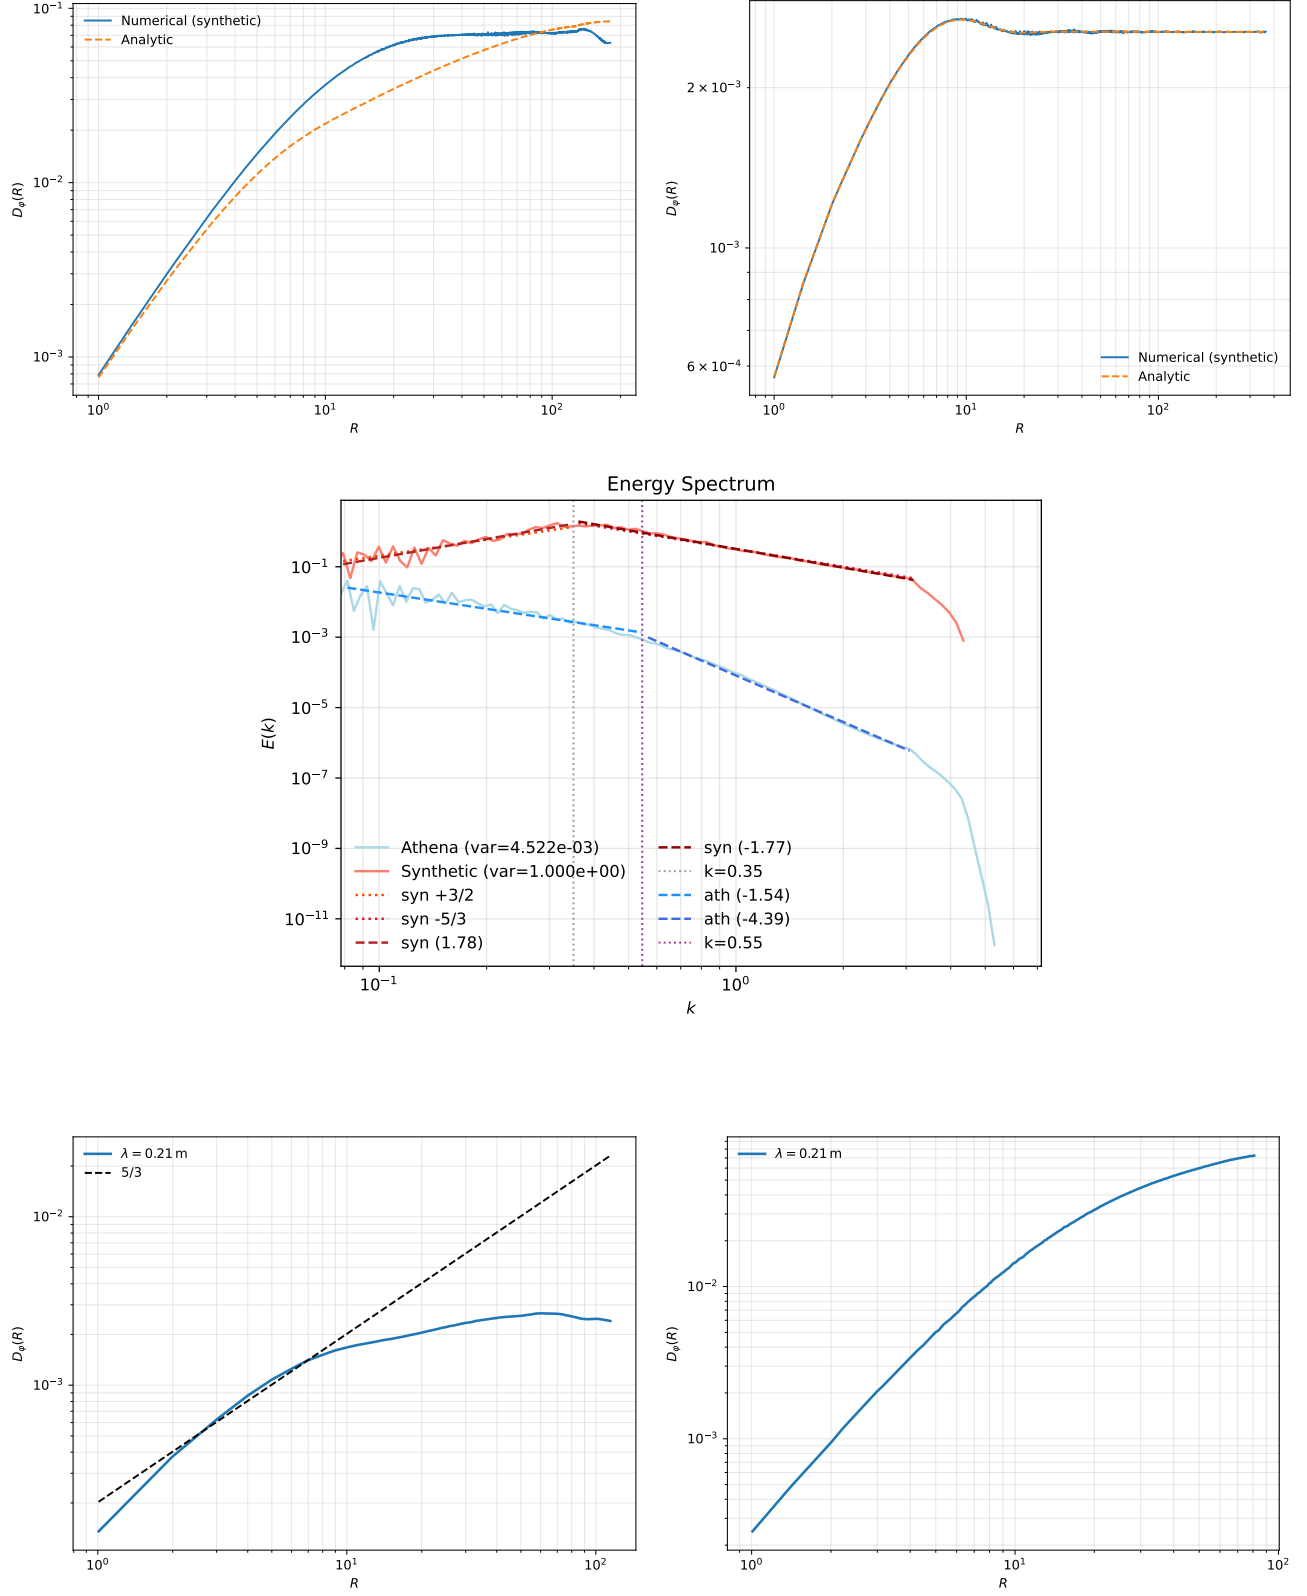 Numerical (synthetic)
Analytic
10⁻¹
10⁻²
10⁻³
D_φ(R)
10⁰
10¹
10²
R
2 × 10⁻³
10⁻³
6 × 10⁻⁴
D_φ(R)
Numerical (synthetic)
Analytic
10⁰
10¹
10²
R
Energy Spectrum
10⁻¹
10⁻³
10⁻⁵
10⁻⁷
10⁻⁹
10⁻¹¹
E(k)
Athena (var=4.522e-03)
Synthetic (var=1.000e+00)
syn +3/2
syn -5/3
syn (1.78)
syn (-1.77)
k=0.35
ath (-1.54)
ath (-4.39)
k=0.55
10⁻¹
10⁰
k
λ = 0.21 m
5/3
10⁻²
10⁻³
D_φ(R)
10⁰
10¹
10²
R
λ = 0.21 m
10⁻²
10⁻³
D_φ(R)
10⁰
10¹
10²
R